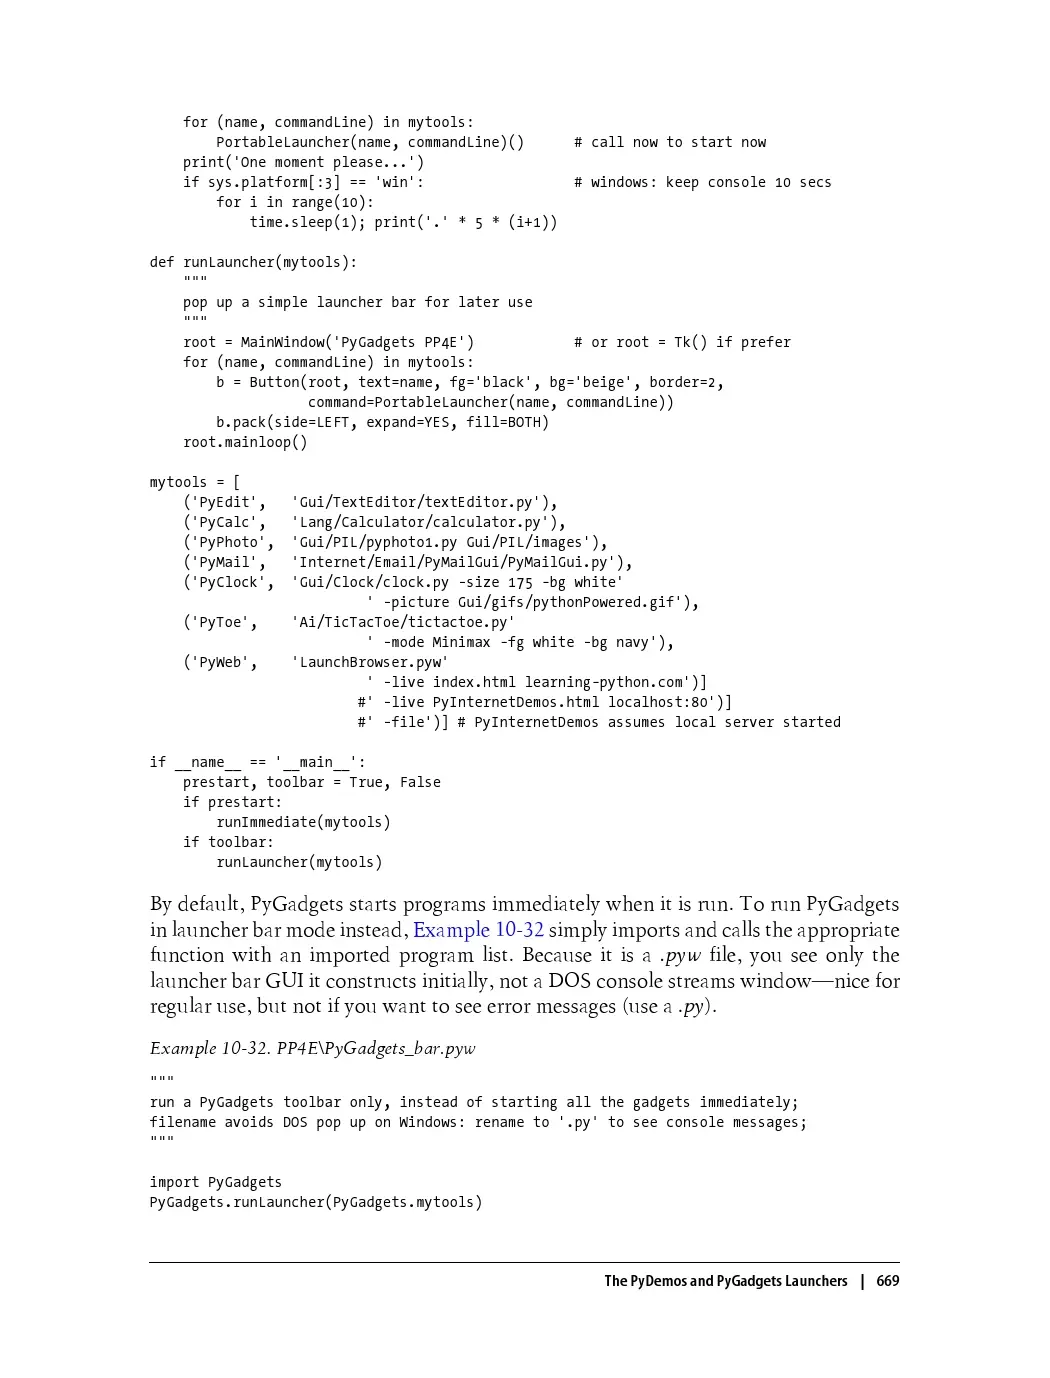 for (name, commandLine) in mytools:
        PortableLauncher(name, commandLine)()      # call now to start now
    print('One moment please...')
    if sys.platform[:3] == 'win':                  # windows: keep console 10 secs
        for i in range(10):
            time.sleep(1); print('.' * 5 * (i+1))

def runLauncher(mytools):
    """
    pop up a simple launcher bar for later use
    """
    root = MainWindow('PyGadgets PP4E')            # or root = Tk() if prefer
    for (name, commandLine) in mytools:
        b = Button(root, text=name, fg='black', bg='beige', border=2,
                   command=PortableLauncher(name, commandLine))
        b.pack(side=LEFT, expand=YES, fill=BOTH)
    root.mainloop()

mytools = [
    ('PyEdit',   'Gui/TextEditor/textEditor.py'),
    ('PyCalc',   'Lang/Calculator/calculator.py'),
    ('PyPhoto',  'Gui/PIL/pyphoto1.py Gui/PIL/images'),
    ('PyMail',   'Internet/Email/PyMailGui/PyMailGui.py'),
    ('PyClock',  'Gui/Clock/clock.py -size 175 -bg white'
                          ' -picture Gui/gifs/pythonPowered.gif'),
    ('PyToe',    'Ai/TicTacToe/tictactoe.py'
                          ' -mode Minimax -fg white -bg navy'),
    ('PyWeb',    'LaunchBrowser.pyw'
                          ' -live index.html learning-python.com')]
                         #' -live PyInternetDemos.html localhost:80')]
                         #' -file')] # PyInternetDemos assumes local server started

if __name__ == '__main__':
    prestart, toolbar = True, False
    if prestart:
        runImmediate(mytools)
    if toolbar:
        runLauncher(mytools)

By default, PyGadgets starts programs immediately when it is run. To run PyGadgets
in launcher bar mode instead, Example 10-32 simply imports and calls the appropriate
function with an imported program list. Because it is a .pyw file, you see only the
launcher bar GUI it constructs initially, not a DOS console streams window—nice for
regular use, but not if you want to see error messages (use a .py).

Example 10-32. PP4E\PyGadgets_bar.pyw

"""
run a PyGadgets toolbar only, instead of starting all the gadgets immediately;
filename avoids DOS pop up on Windows: rename to '.py' to see console messages;
"""

import PyGadgets
PyGadgets.runLauncher(PyGadgets.mytools)

The PyDemos and PyGadgets Launchers | 669